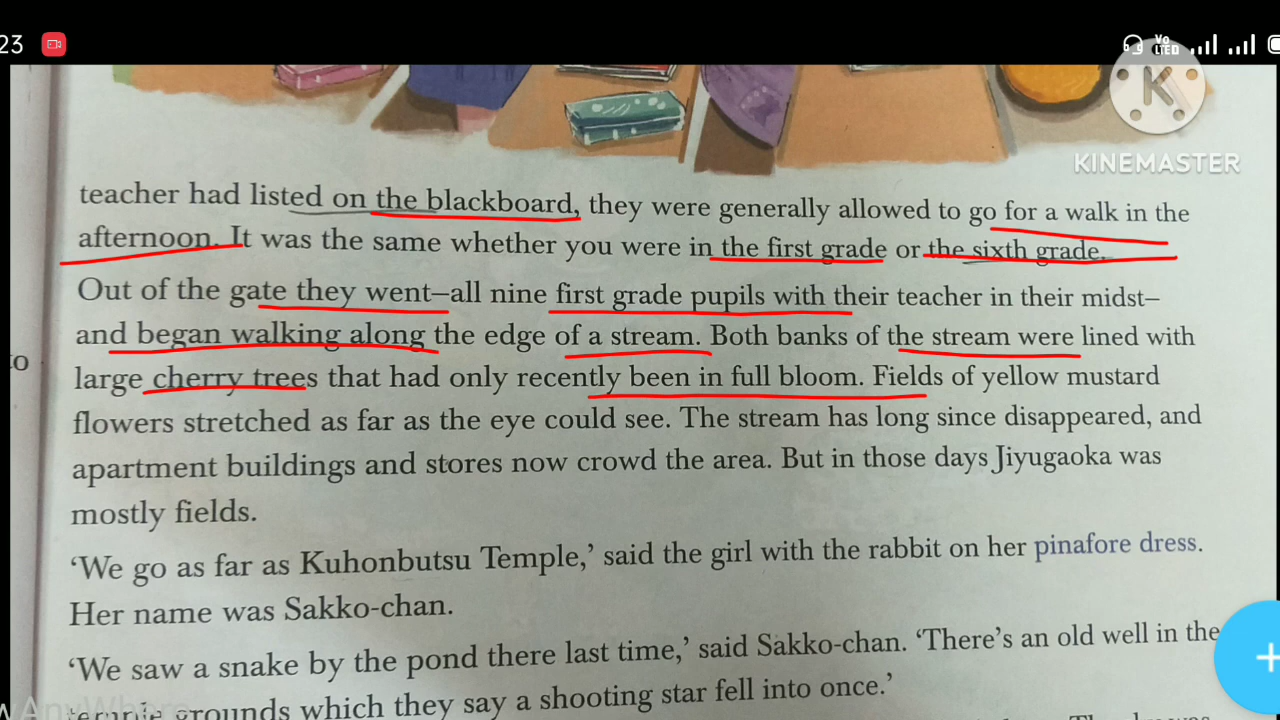 23
Vo
LTED
K
KINEMASTER
teacher had listed on the blackboard, they were generally allowed to go for a walk in the
afternoon. It was the same whether you were in the first grade or the sixth grade.
Out of the gate they went—all nine first grade pupils with their teacher in their midst—
and began walking along the edge of a stream. Both banks of the stream were lined with
to
large cherry trees that had only recently been in full bloom. Fields of yellow mustard
flowers stretched as far as the eye could see. The stream has long since disappeared, and
apartment buildings and stores now crowd the area. But in those days Jiyugaoka was
mostly fields.
‘We go as far as Kuhonbutsu Temple,’ said the girl with the rabbit on her pinafore dress.
Her name was Sakko-chan.
‘We saw a snake by the pond there last time,’ said Sakko-chan. ‘There’s an old well in the
temple grounds which they say a shooting star fell into once.’